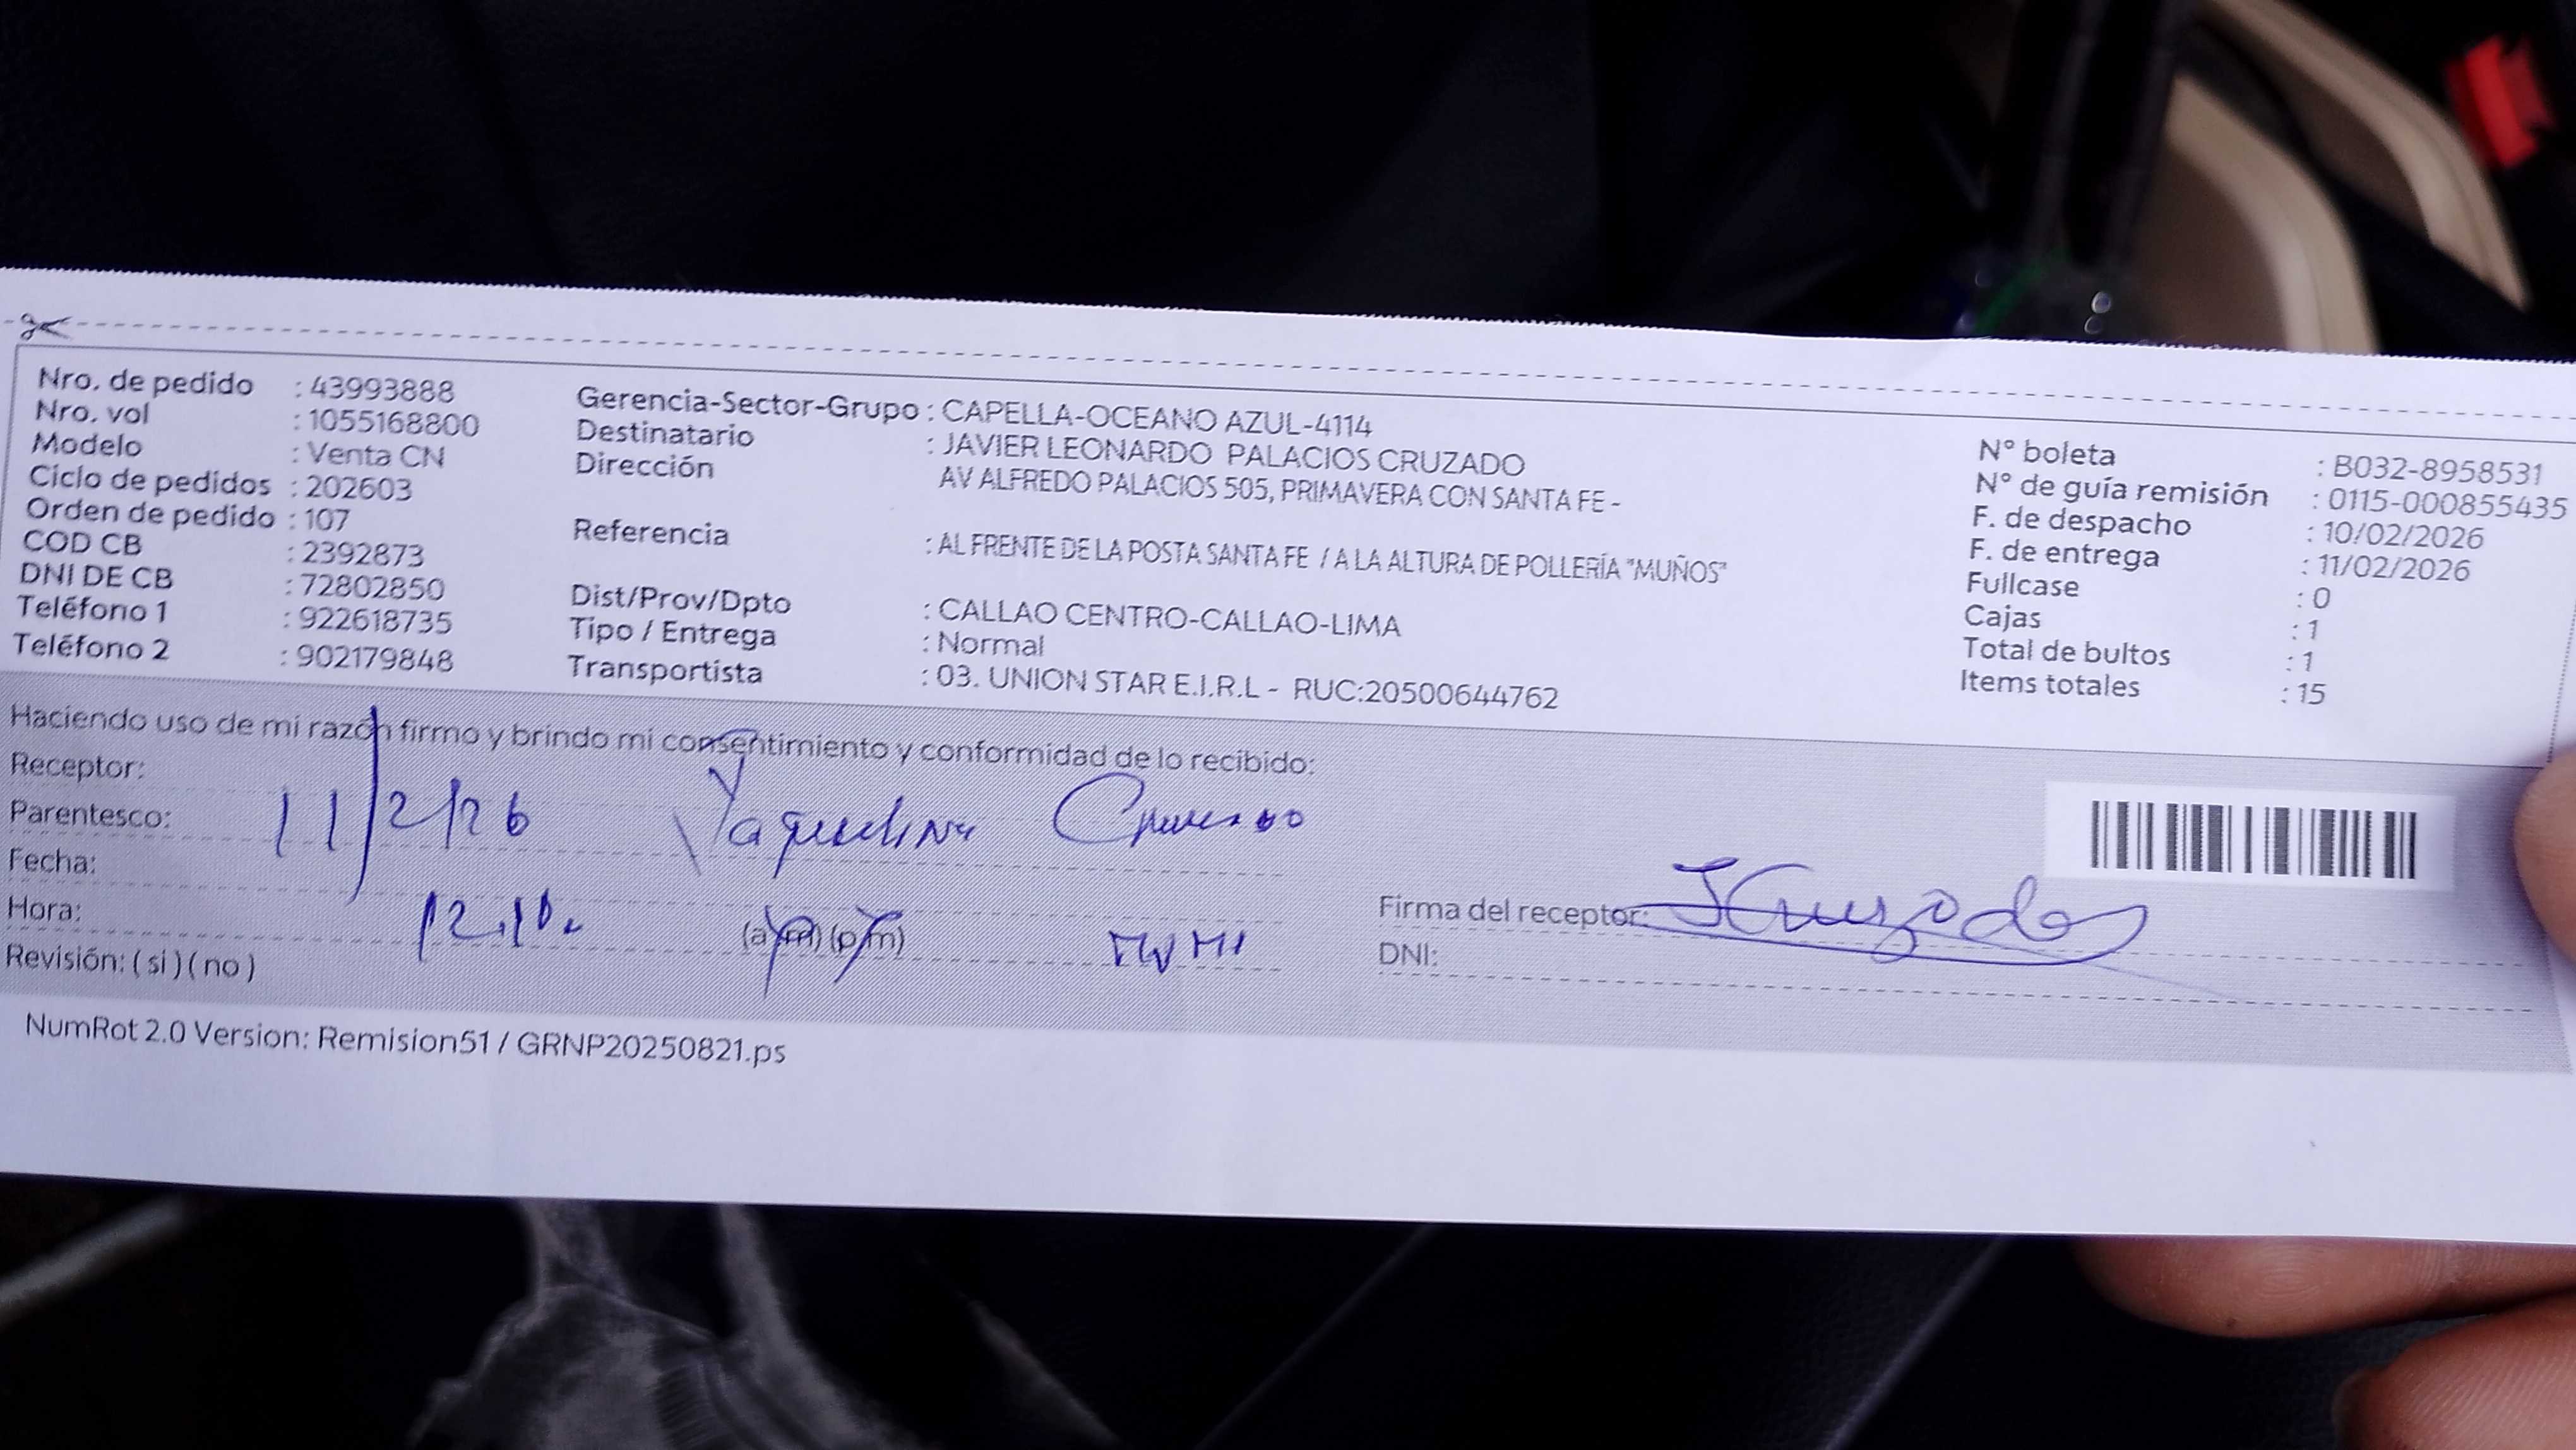 Nro. de pedido : 43993888
Nro. vol : 1055168800
Modelo : Venta CN
Ciclo de pedidos : 202603
Orden de pedido : 107
COD CB : 2392873
DNI DE CB : 72802850
Teléfono 1 : 922618735
Teléfono 2 : 902179848
Gerencia-Sector-Grupo : CAPELLA-OCEANO AZUL-4114
Destinatario : JAVIER LEONARDO PALACIOS CRUZADO
Dirección AV ALFREDO PALACIOS 505, PRIMAVERA CON SANTA FE -
Referencia : AL FRENTE DE LA POSTA SANTA FE / A LA ALTURA DE POLLERÍA "MUÑOS"
Dist/Prov/Dpto : CALLAO CENTRO-CALLAO-LIMA
Tipo / Entrega : Normal
Transportista : 03. UNION STAR E.I.R.L - RUC:20500644762
N° boleta : B032-8958531
N° de guía remisión : 0115-000855435
F. de despacho : 10/02/2026
F. de entrega : 11/02/2026
Fullcase : 0
Cajas : 1
Total de bultos : 1
Items totales : 15
Haciendo uso de mi razón firmo y brindo mi consentimiento y conformidad de lo recibido:
Receptor:
Parentesco: 11/2/26 Yaquelina
Fecha:
Hora: 12.10. (a.m) (p.m)
Revisión: ( si ) ( no )
Firma del receptor: JCruzado
DNI:
NumRot 2.0 Version: Remision51 / GRNP20250821.ps